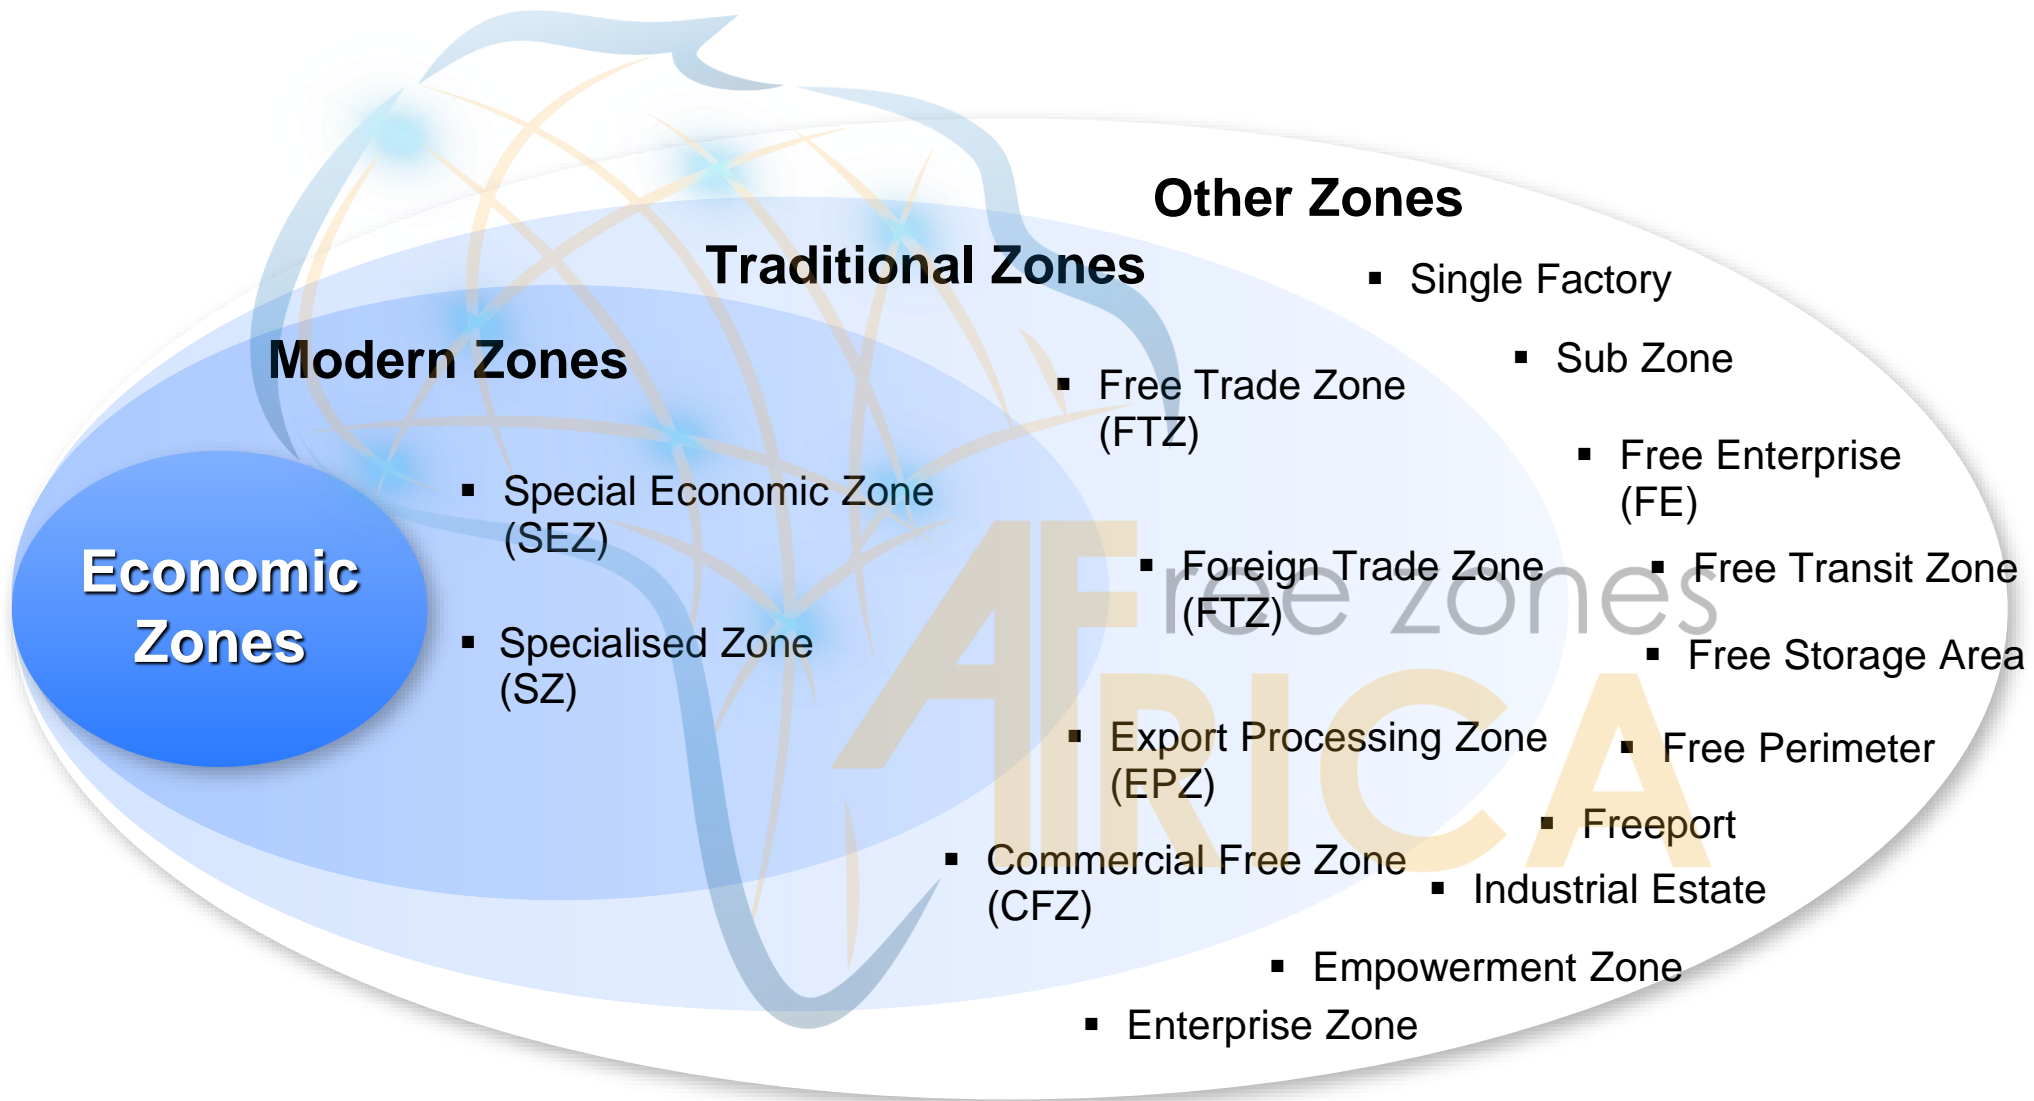 Other Zones
Traditional Zones
Modern Zones
Economic
Zones
▪ Special Economic Zone
(SEZ)
▪ Specialised Zone
(SZ)
▪ Free Trade Zone
(FTZ)
▪ Foreign Trade Zone
(FTZ)
▪ Export Processing Zone
(EPZ)
▪ Commercial Free Zone
(CFZ)
▪ Single Factory
▪ Sub Zone
▪ Free Enterprise
(FE)
▪ Free Transit Zone
▪ Free Storage Area
▪ Free Perimeter
▪ Freeport
▪ Industrial Estate
▪ Empowerment Zone
▪ Enterprise Zone
AFree zones
AFRICA